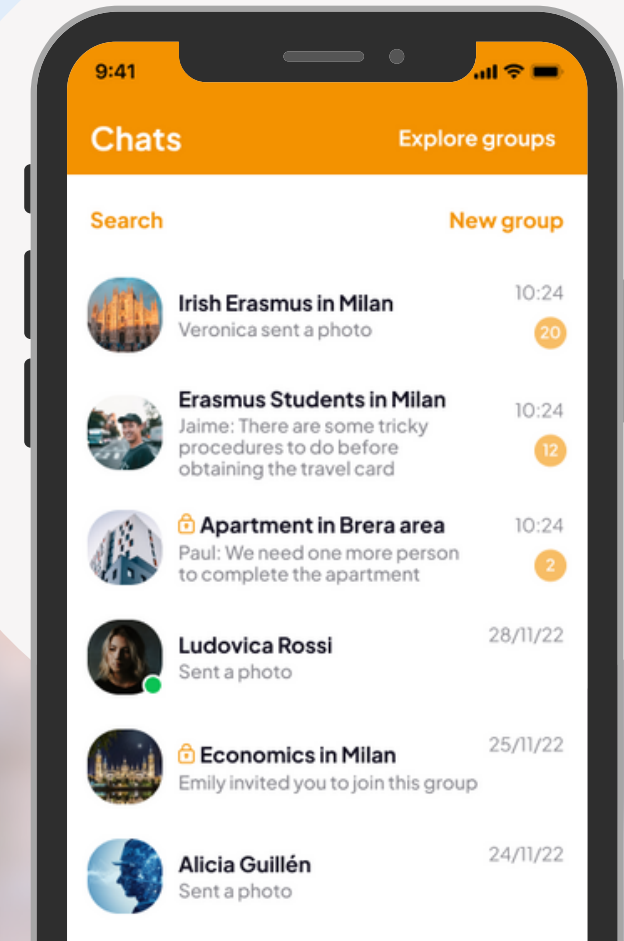 9:41
Chats
Explore groups
Search
New group
Irish Erasmus in Milan
10:24
Veronica sent a photo
20
Erasmus Students in Milan
10:24
Jaime: There are some tricky
procedures to do before
12
obtaining the travel card
Apartment in Brera area
10:24
Paul: We need one more person
2
to complete the apartment
Ludovica Rossi
28/11/22
Sent a photo
Economics in Milan
25/11/22
Emily invited you to join this group
Alicia Guillén
24/11/22
Sent a photo